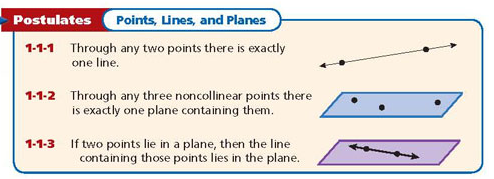 Postulates Points, Lines, and Planes
1-1-1 Through any two points there is exactly
one line.
1-1-2 Through any three noncollinear points there
is exactly one plane containing them.
1-1-3 If two points lie in a plane, then the line
containing those points lies in the plane.